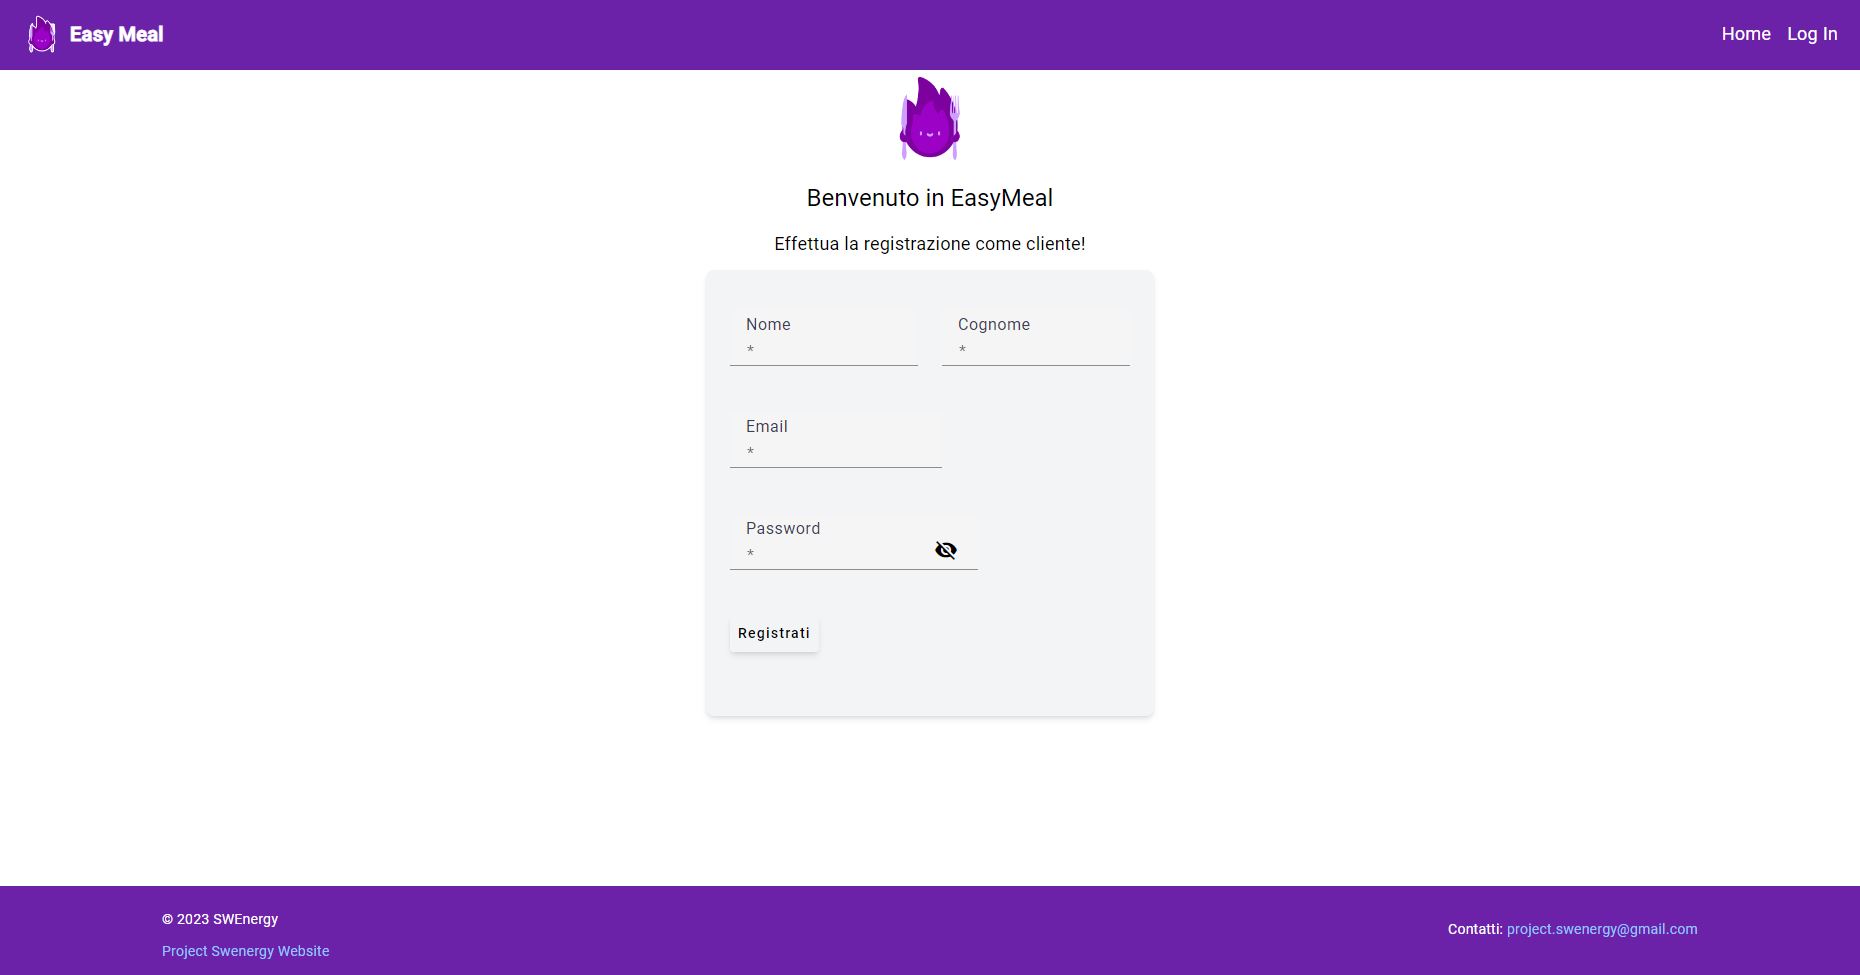 Easy Meal
Home Log In
Benvenuto in EasyMeal
Effettua la registrazione come cliente!
Nome
*
Cognome
*
Email
*
Password
*
Registrati
© 2023 SWEnergy
Project Swenergy Website
Contatti: project.swenergy@gmail.com